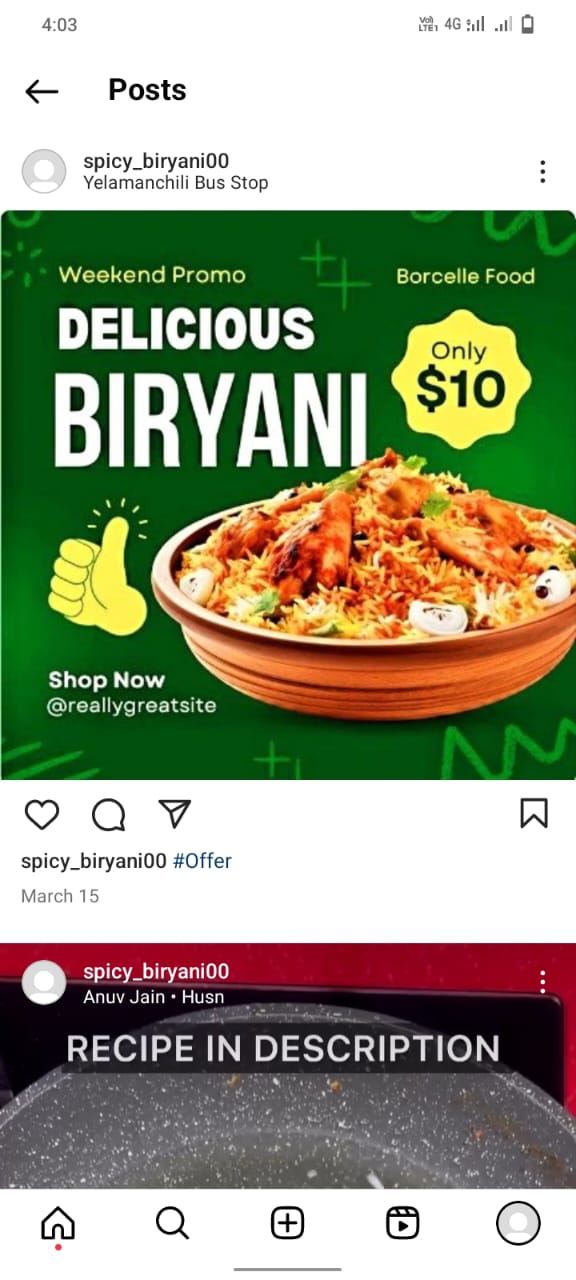 4:03
Vo)) LTE1 4G
Posts
spicy_biryani00
Yelamanchili Bus Stop
Weekend Promo
Borcelle Food
DELICIOUS
BIRYANI
Only
$10
Shop Now
@reallygreatsite
spicy_biryani00 #Offer
March 15
spicy_biryani00
Anuv Jain • Husn
RECIPE IN DESCRIPTION